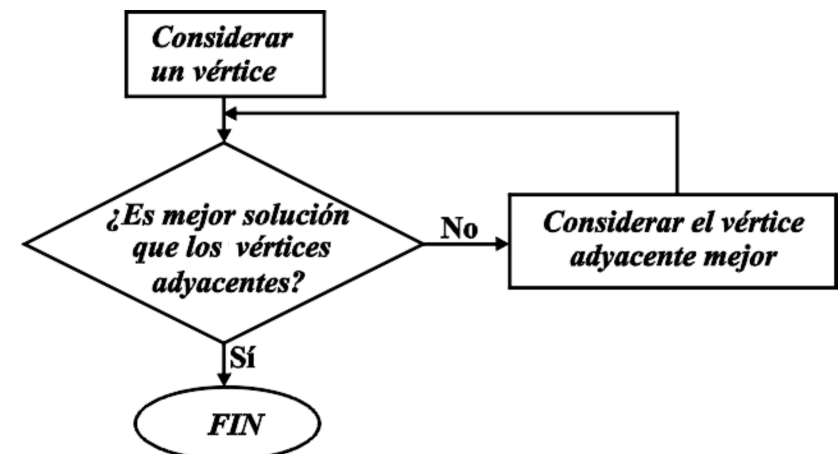 Considerar
un vértice
¿Es mejor solución
que los vértices
adyacentes?
No
Considerar el vértice
adyacente mejor
Sí
FIN